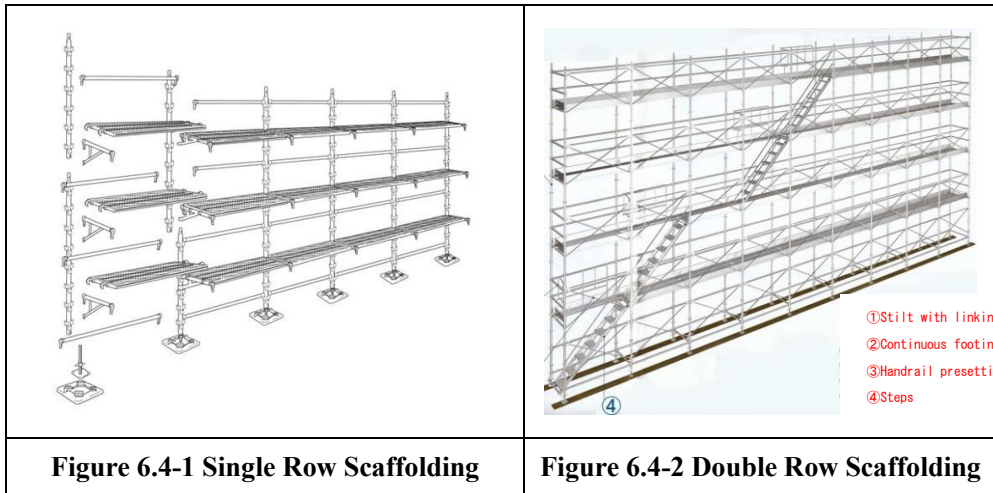 ①Stilt with linkin
②Continuous footin
③Handrail presetti
④Steps
④
Figure 6.4-1 Single Row Scaffolding
Figure 6.4-2 Double Row Scaffolding